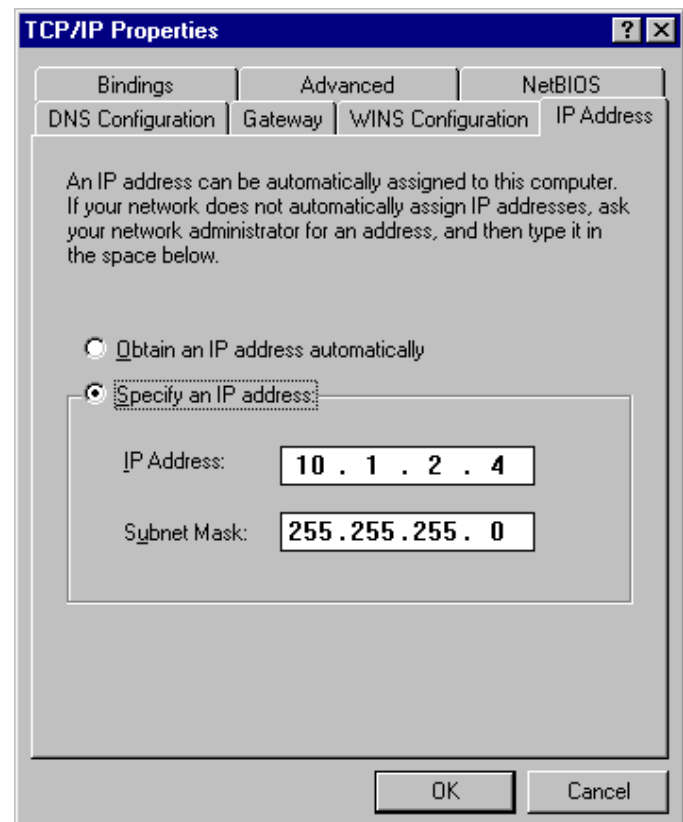 TCP/IP Properties ? X
Bindings Advanced NetBIOS
DNS Configuration Gateway WINS Configuration IP Address
An IP address can be automatically assigned to this computer.
If your network does not automatically assign IP addresses, ask
your network administrator for an address, and then type it in
the space below.
Obtain an IP address automatically
Specify an IP address:
IP Address: 10 . 1 . 2 . 4
Subnet Mask: 255.255.255. 0
OK Cancel